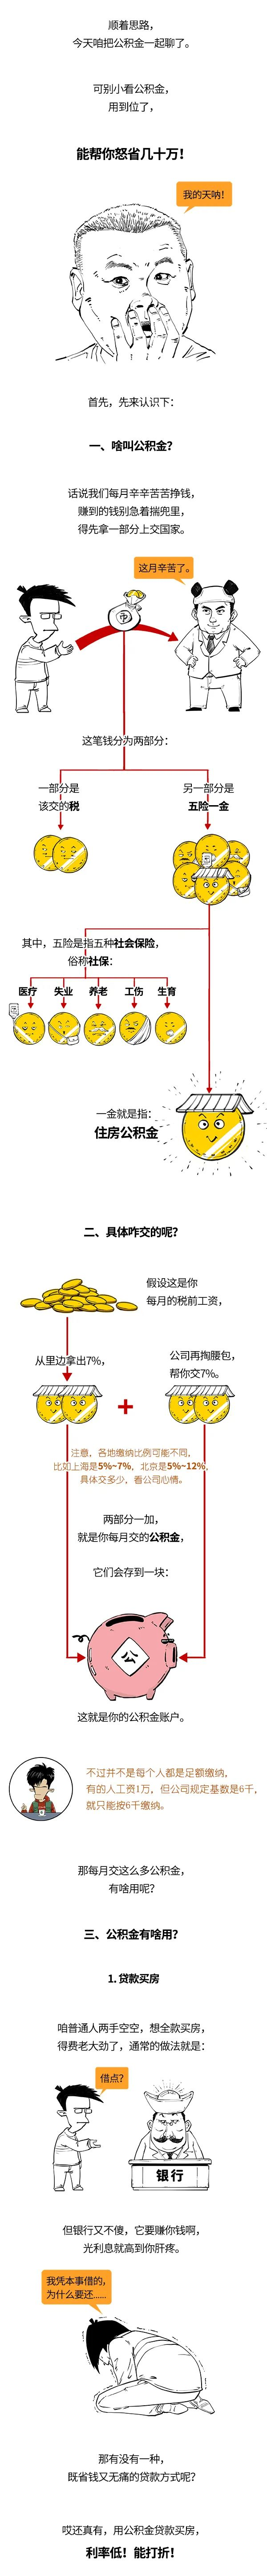 顺着思路，
今天咱把公积金一起聊了。
可别小看公积金，
用到位了，
能帮你怒省几十万！
我的天呐！
首先，先来认识下：
一、啥叫公积金？
话说我们每月辛辛苦苦挣钱，
赚到的钱别急着揣兜里，
得先拿一部分上交国家。
这月辛苦了。
这笔钱分为两部分：
一部分是
该交的税
另一部分是
五险一金
其中，五险是指五种社会保险，
俗称社保：
医疗 失业 养老 工伤 生育
一金就是指：
住房公积金
二、具体咋交的呢？
假设这是你
每月的税前工资，
从里边拿出7%，
公司再掏腰包，
帮你交7%。
注意，各地缴纳比例可能不同，
比如上海是5%~7%，北京是5%~12%，
具体交多少，看公司心情。
两部分一加，
就是你每月交的公积金，
它们会存到一块：
公
这就是你的公积金账户。
不过并不是每个人都是足额缴纳，
有的人工资1万，但公司规定基数是6千，
就只能按6千缴纳。
那每月交这么多公积金，
有啥用呢？
三、公积金有啥用？
1. 贷款买房
咱普通人两手空空，想全款买房，
得费老大劲了，通常的做法就是：
借点？
银行
但银行又不傻，它要赚你钱啊，
光利息就高到你肝疼。
我凭本事借的，
为什么要还......
那有没有一种，
既省钱又无痛的贷款方式呢？
哎还真有，用公积金贷款买房，
利率低！能打折！